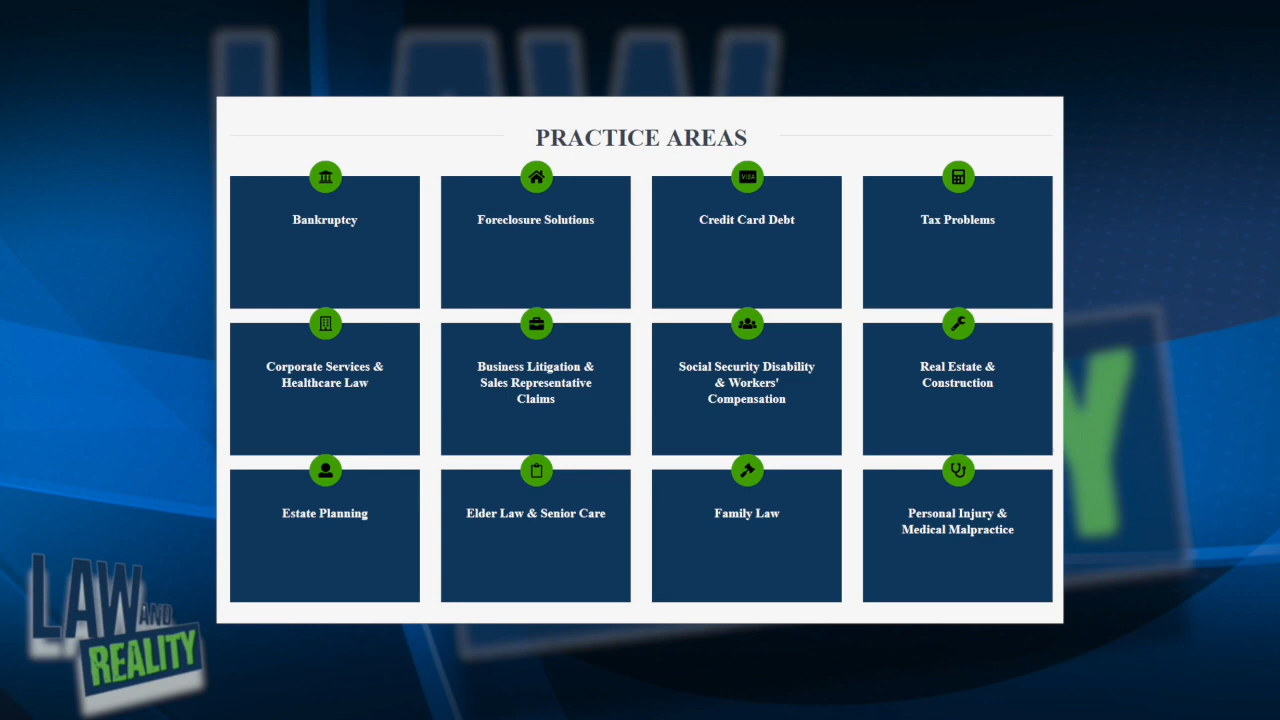 LAW
PRACTICE AREAS
Bankruptcy
Foreclosure Solutions
VISA
Credit Card Debt
Tax Problems
Corporate Services &
Healthcare Law
Business Litigation &
Sales Representative
Claims
Social Security Disability
& Workers'
Compensation
Real Estate &
Construction
Estate Planning
Elder Law & Senior Care
Family Law
Personal Injury &
Medical Malpractice
Y
LAW
AND
REALITY